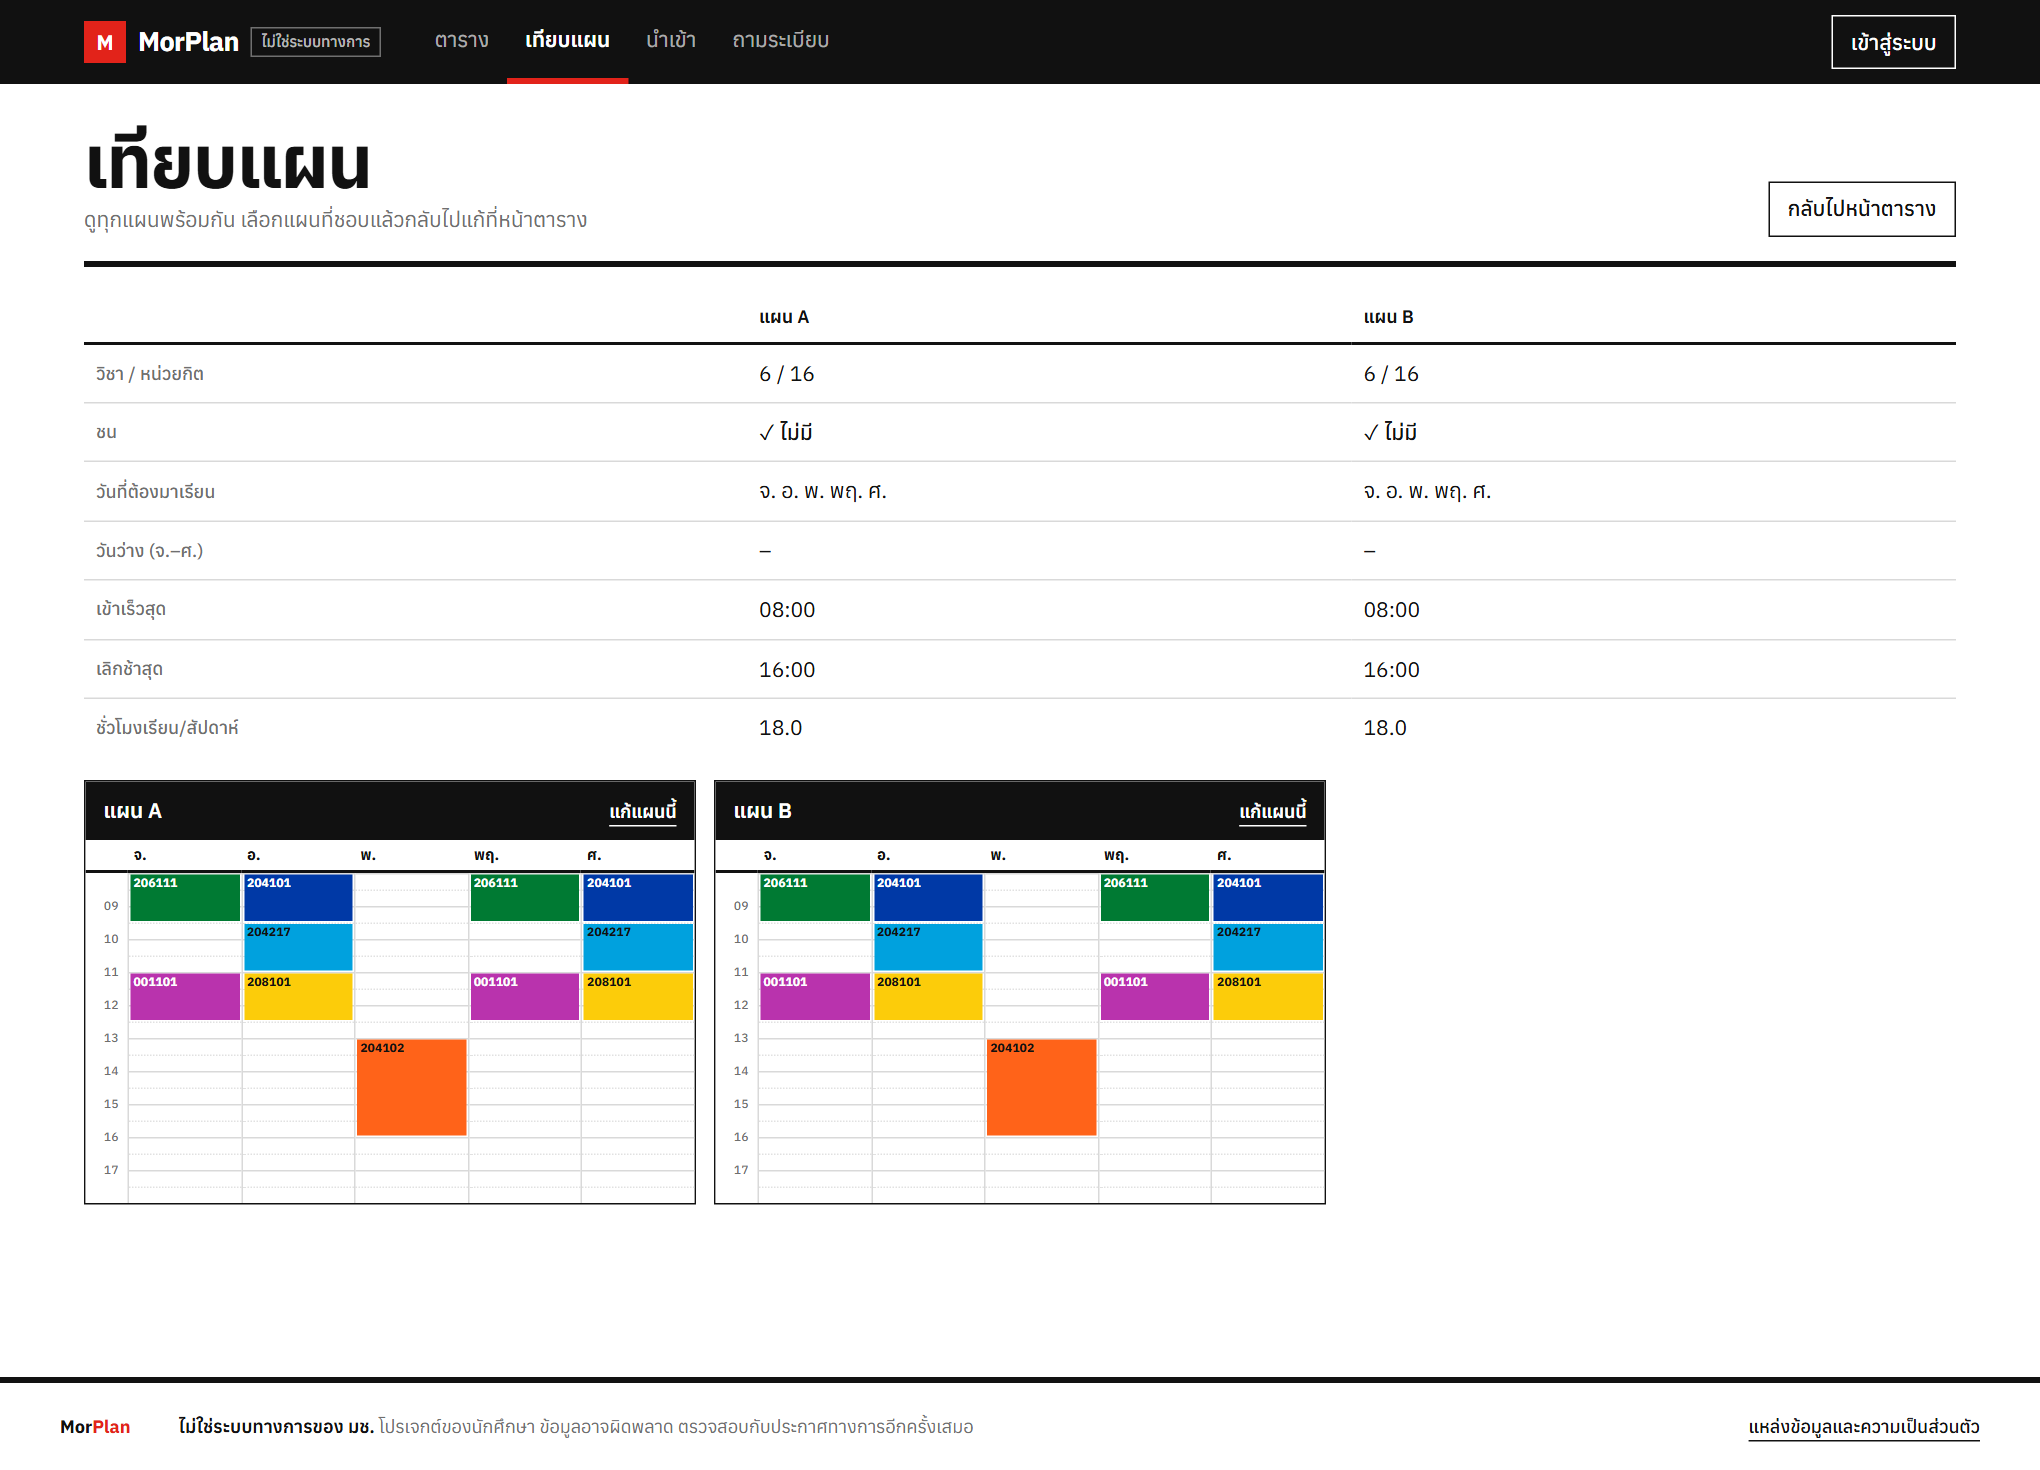 M MorPlan ไม่ใช่ระบบทางการ ตาราง เทียบแผน นำเข้า ถามระเบียบ เข้าสู่ระบบ
เทียบแผน
ดูทุกแผนพร้อมกัน เลือกแผนที่ชอบแล้วกลับไปแก้ที่หน้าตาราง
กลับไปหน้าตาราง
แผน A แผน B
วิชา / หน่วยกิต 6 / 16 6 / 16
ชน ✓ ไม่มี ✓ ไม่มี
วันที่ต้องมาเรียน จ. อ. พ. พฤ. ศ. จ. อ. พ. พฤ. ศ.
วันว่าง (จ.–ศ.) – –
เข้าเร็วสุด 08:00 08:00
เลิกช้าสุด 16:00 16:00
ชั่วโมงเรียน/สัปดาห์ 18.0 18.0
แผน A แก้แผนนี้
จ. อ. พ. พฤ. ศ.
206111 204101 206111 204101
09
204217 204217
10
11
001101 208101 001101 208101
12
13
204102
14
15
16
17
แผน B แก้แผนนี้
จ. อ. พ. พฤ. ศ.
206111 204101 206111 204101
09
204217 204217
10
11
001101 208101 001101 208101
12
13
204102
14
15
16
17
MorPlan ไม่ใช่ระบบทางการของ มช. โปรเจกต์ของนักศึกษา ข้อมูลอาจผิดพลาด ตรวจสอบกับประกาศทางการอีกครั้งเสมอ แหล่งข้อมูลและความเป็นส่วนตัว